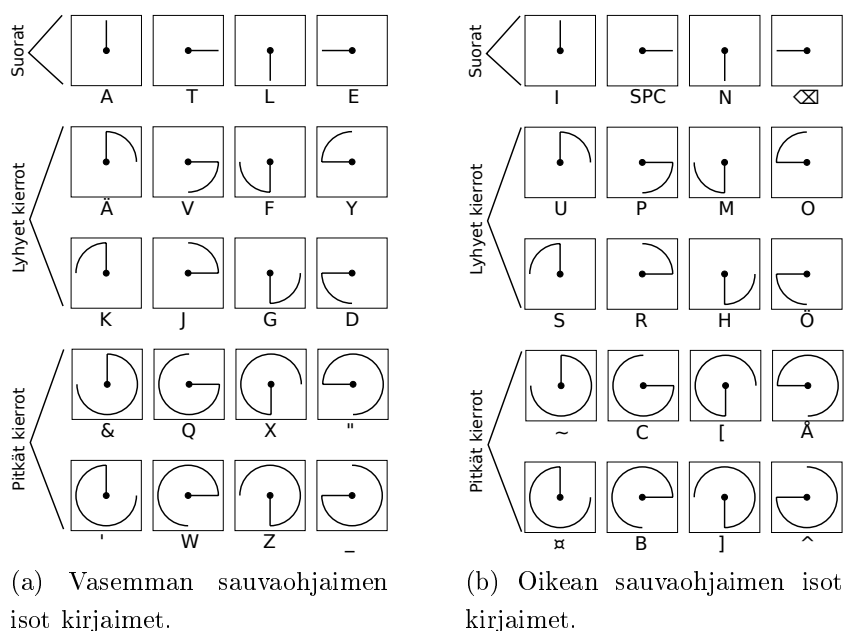 Suorat
A T L E
Lyhyet kierrot
Ä V F Y
K J G D
Pitkät kierrot
& Q X "
' W Z _
(a) Vasemman sauvaohjaimen
isot kirjaimet.
Suorat
I SPC N ⌫
Lyhyet kierrot
U P M O
S R H Ö
Pitkät kierrot
~ C [ Å
¤ B ] ^
(b) Oikean sauvaohjaimen isot
kirjaimet.